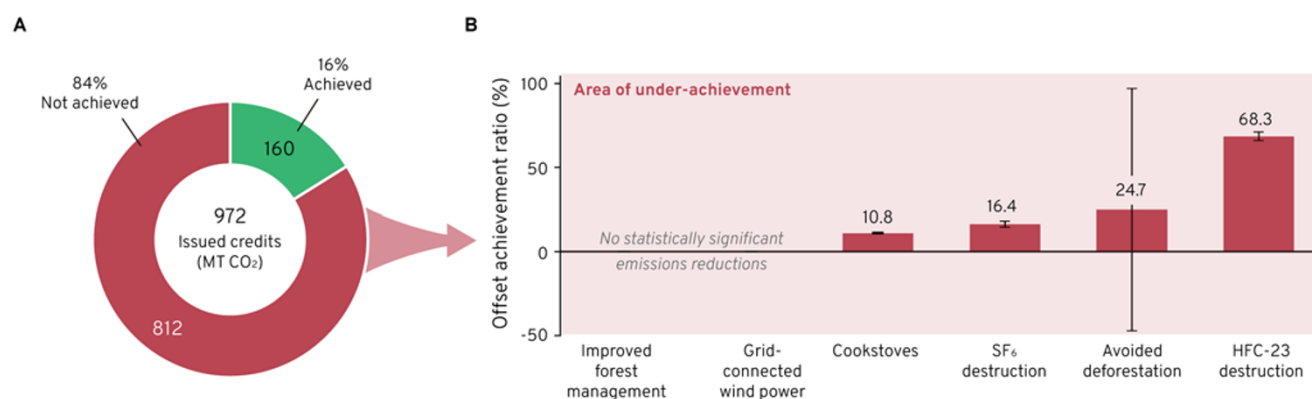 A
84%
Not achieved
16%
Achieved
160
972
Issued credits
(MT CO₂)
812
B
Offset achievement ratio (%)
100
50
0
-50
Area of under-achievement
No statistically significant
emissions reductions
10.8
16.4
24.7
68.3
Improved
forest
management
Grid-
connected
wind power
Cookstoves
SF₆
destruction
Avoided
deforestation
HFC-23
destruction